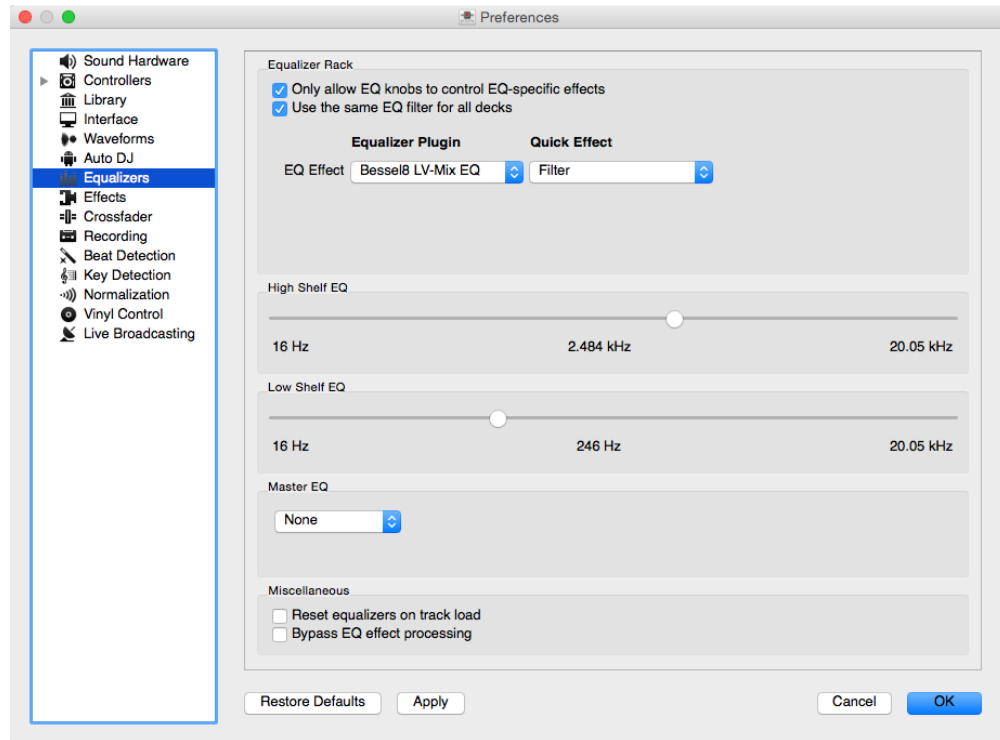 Preferences
Sound Hardware
Controllers
Library
Interface
Waveforms
Auto DJ
Equalizers
Effects
Crossfader
Recording
Beat Detection
Key Detection
Normalization
Vinyl Control
Live Broadcasting
Equalizer Rack
Only allow EQ knobs to control EQ-specific effects
Use the same EQ filter for all decks
Equalizer Plugin Quick Effect
EQ Effect Bessel8 LV-Mix EQ Filter
High Shelf EQ
16 Hz 2.484 kHz 20.05 kHz
Low Shelf EQ
16 Hz 246 Hz 20.05 kHz
Master EQ
None
Miscellaneous
Reset equalizers on track load
Bypass EQ effect processing
Restore Defaults Apply Cancel OK